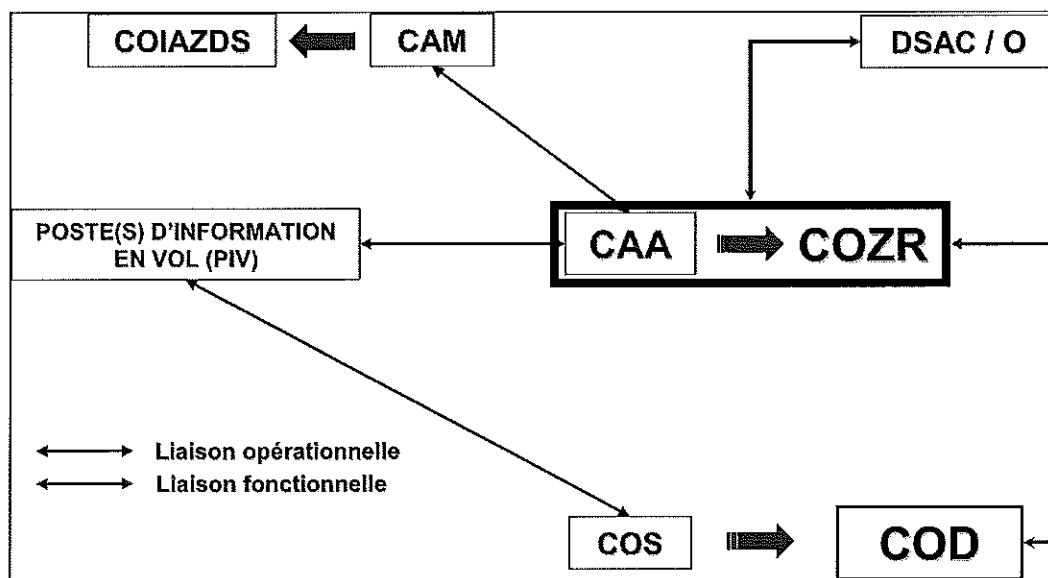 COIAZDS
CAM
DSAC / O
POSTE(S) D'INFORMATION
EN VOL (PIV)
CAA
COZR
Liaison opérationnelle
Liaison fonctionnelle
COS
COD